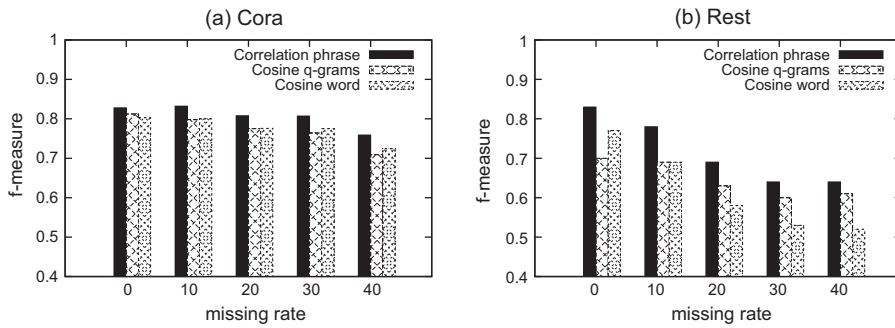 (a) Cora
1
0.9
0.8
0.7
0.6
0.5
0.4
f-measure
Correlation phrase
Cosine q-grams
Cosine word
0 10 20 30 40
missing rate
(b) Rest
1
0.9
0.8
0.7
0.6
0.5
0.4
f-measure
Correlation phrase
Cosine q-grams
Cosine word
0 10 20 30 40
missing rate